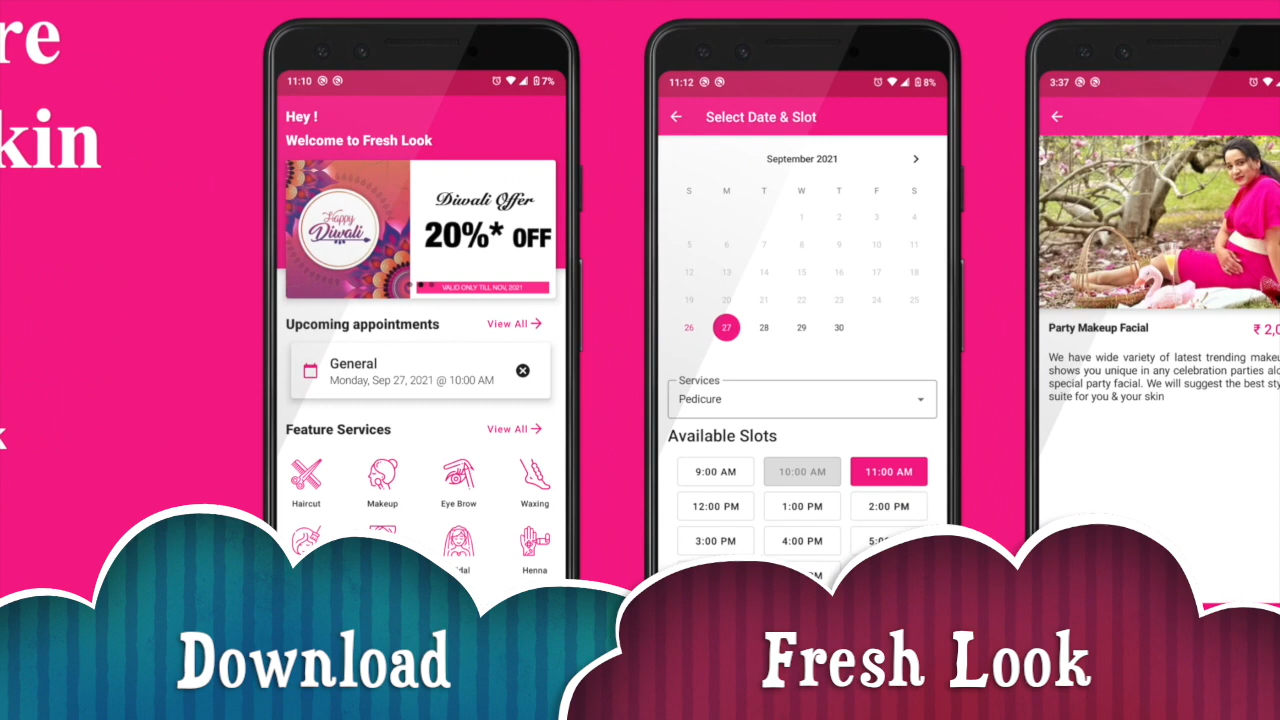 re
kin
k
11:10
7%
Hey !
Welcome to Fresh Look
Happy
Diwali
Diwali Offer
20%* OFF
VALID ONLY TILL NOV, 2021
Upcoming appointments
View All
General
Monday, Sep 27, 2021 @ 10:00 AM
Feature Services
View All
Haircut Makeup Eye Brow Waxing
dal Henna
11:12
8%
Select Date & Slot
September 2021
S M T W T F S
1 2 3 4
5 6 7 8 9 10 11
12 13 14 15 16 17 18
19 20 21 22 23 24 25
26 27 28 29 30
Services
Pedicure
Available Slots
9:00 AM 10:00 AM 11:00 AM
12:00 PM 1:00 PM 2:00 PM
3:00 PM 4:00 PM 5:0
M
3:37
Party Makeup Facial ₹ 2,0
We have wide variety of latest trending makeu
shows you unique in any celebration parties alo
special party facial. We will suggest the best sty
suite for you & your skin
Download
Fresh Look